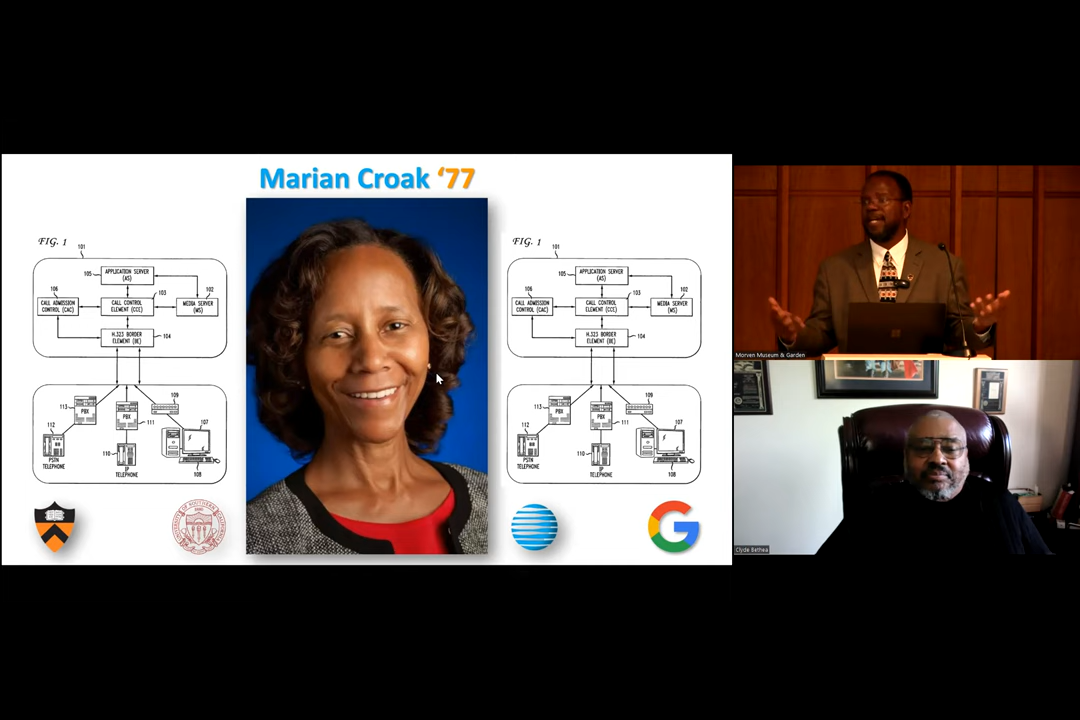 Marian Croak ‘77
FIG. 1
101
105
APPLICATION SERVER
(AS)
106
103
102
CALL ADMISSION
CONTROL (CAC)
CALL CONTROL
ELEMENT (CCE)
MEDIA SERVER
(MS)
H.323 BORDER
ELEMENT (BE)
104
113
PBX
109
112
PBX
111
107
PSTN
TELEPHONE
110
IP
TELEPHONE
108
FIG. 1
101
105
APPLICATION SERVER
(AS)
106
103
102
CALL ADMISSION
CONTROL (CAC)
CALL CONTROL
ELEMENT (CCE)
MEDIA SERVER
(MS)
H.323 BORDER
ELEMENT (BE)
104
113
PBX
109
112
PBX
111
107
PSTN
TELEPHONE
110
IP
TELEPHONE
108
UNIVERSITY OF SOUTHERN CALIFORNIA
G
Morven Museum & Garden
Clyde Bethea